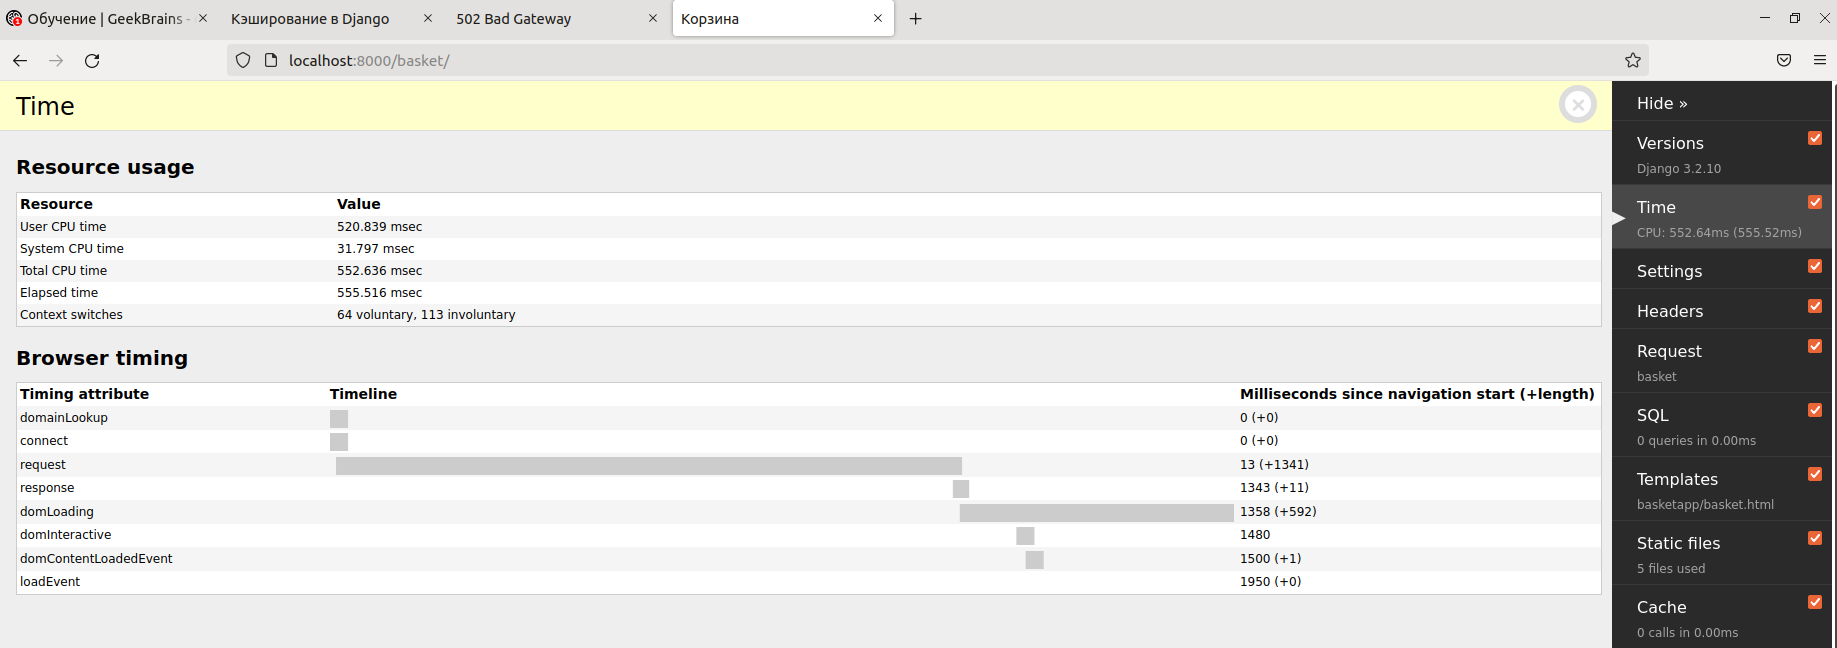 Обучение | GeekBrains -
Кэширование в Django
502 Bad Gateway
Корзина
localhost:8000/basket/
Time
Resource usage
Resource Value
User CPU time 520.839 msec
System CPU time 31.797 msec
Total CPU time 552.636 msec
Elapsed time 555.516 msec
Context switches 64 voluntary, 113 involuntary
Browser timing
Timing attribute Timeline Milliseconds since navigation start (+length)
domainLookup 0 (+0)
connect 0 (+0)
request 13 (+1341)
response 1343 (+11)
domLoading 1358 (+592)
domInteractive 1480
domContentLoadedEvent 1500 (+1)
loadEvent 1950 (+0)
Hide »
Versions
Django 3.2.10
Time
CPU: 552.64ms (555.52ms)
Settings
Headers
Request
basket
SQL
0 queries in 0.00ms
Templates
basketapp/basket.html
Static files
5 files used
Cache
0 calls in 0.00ms